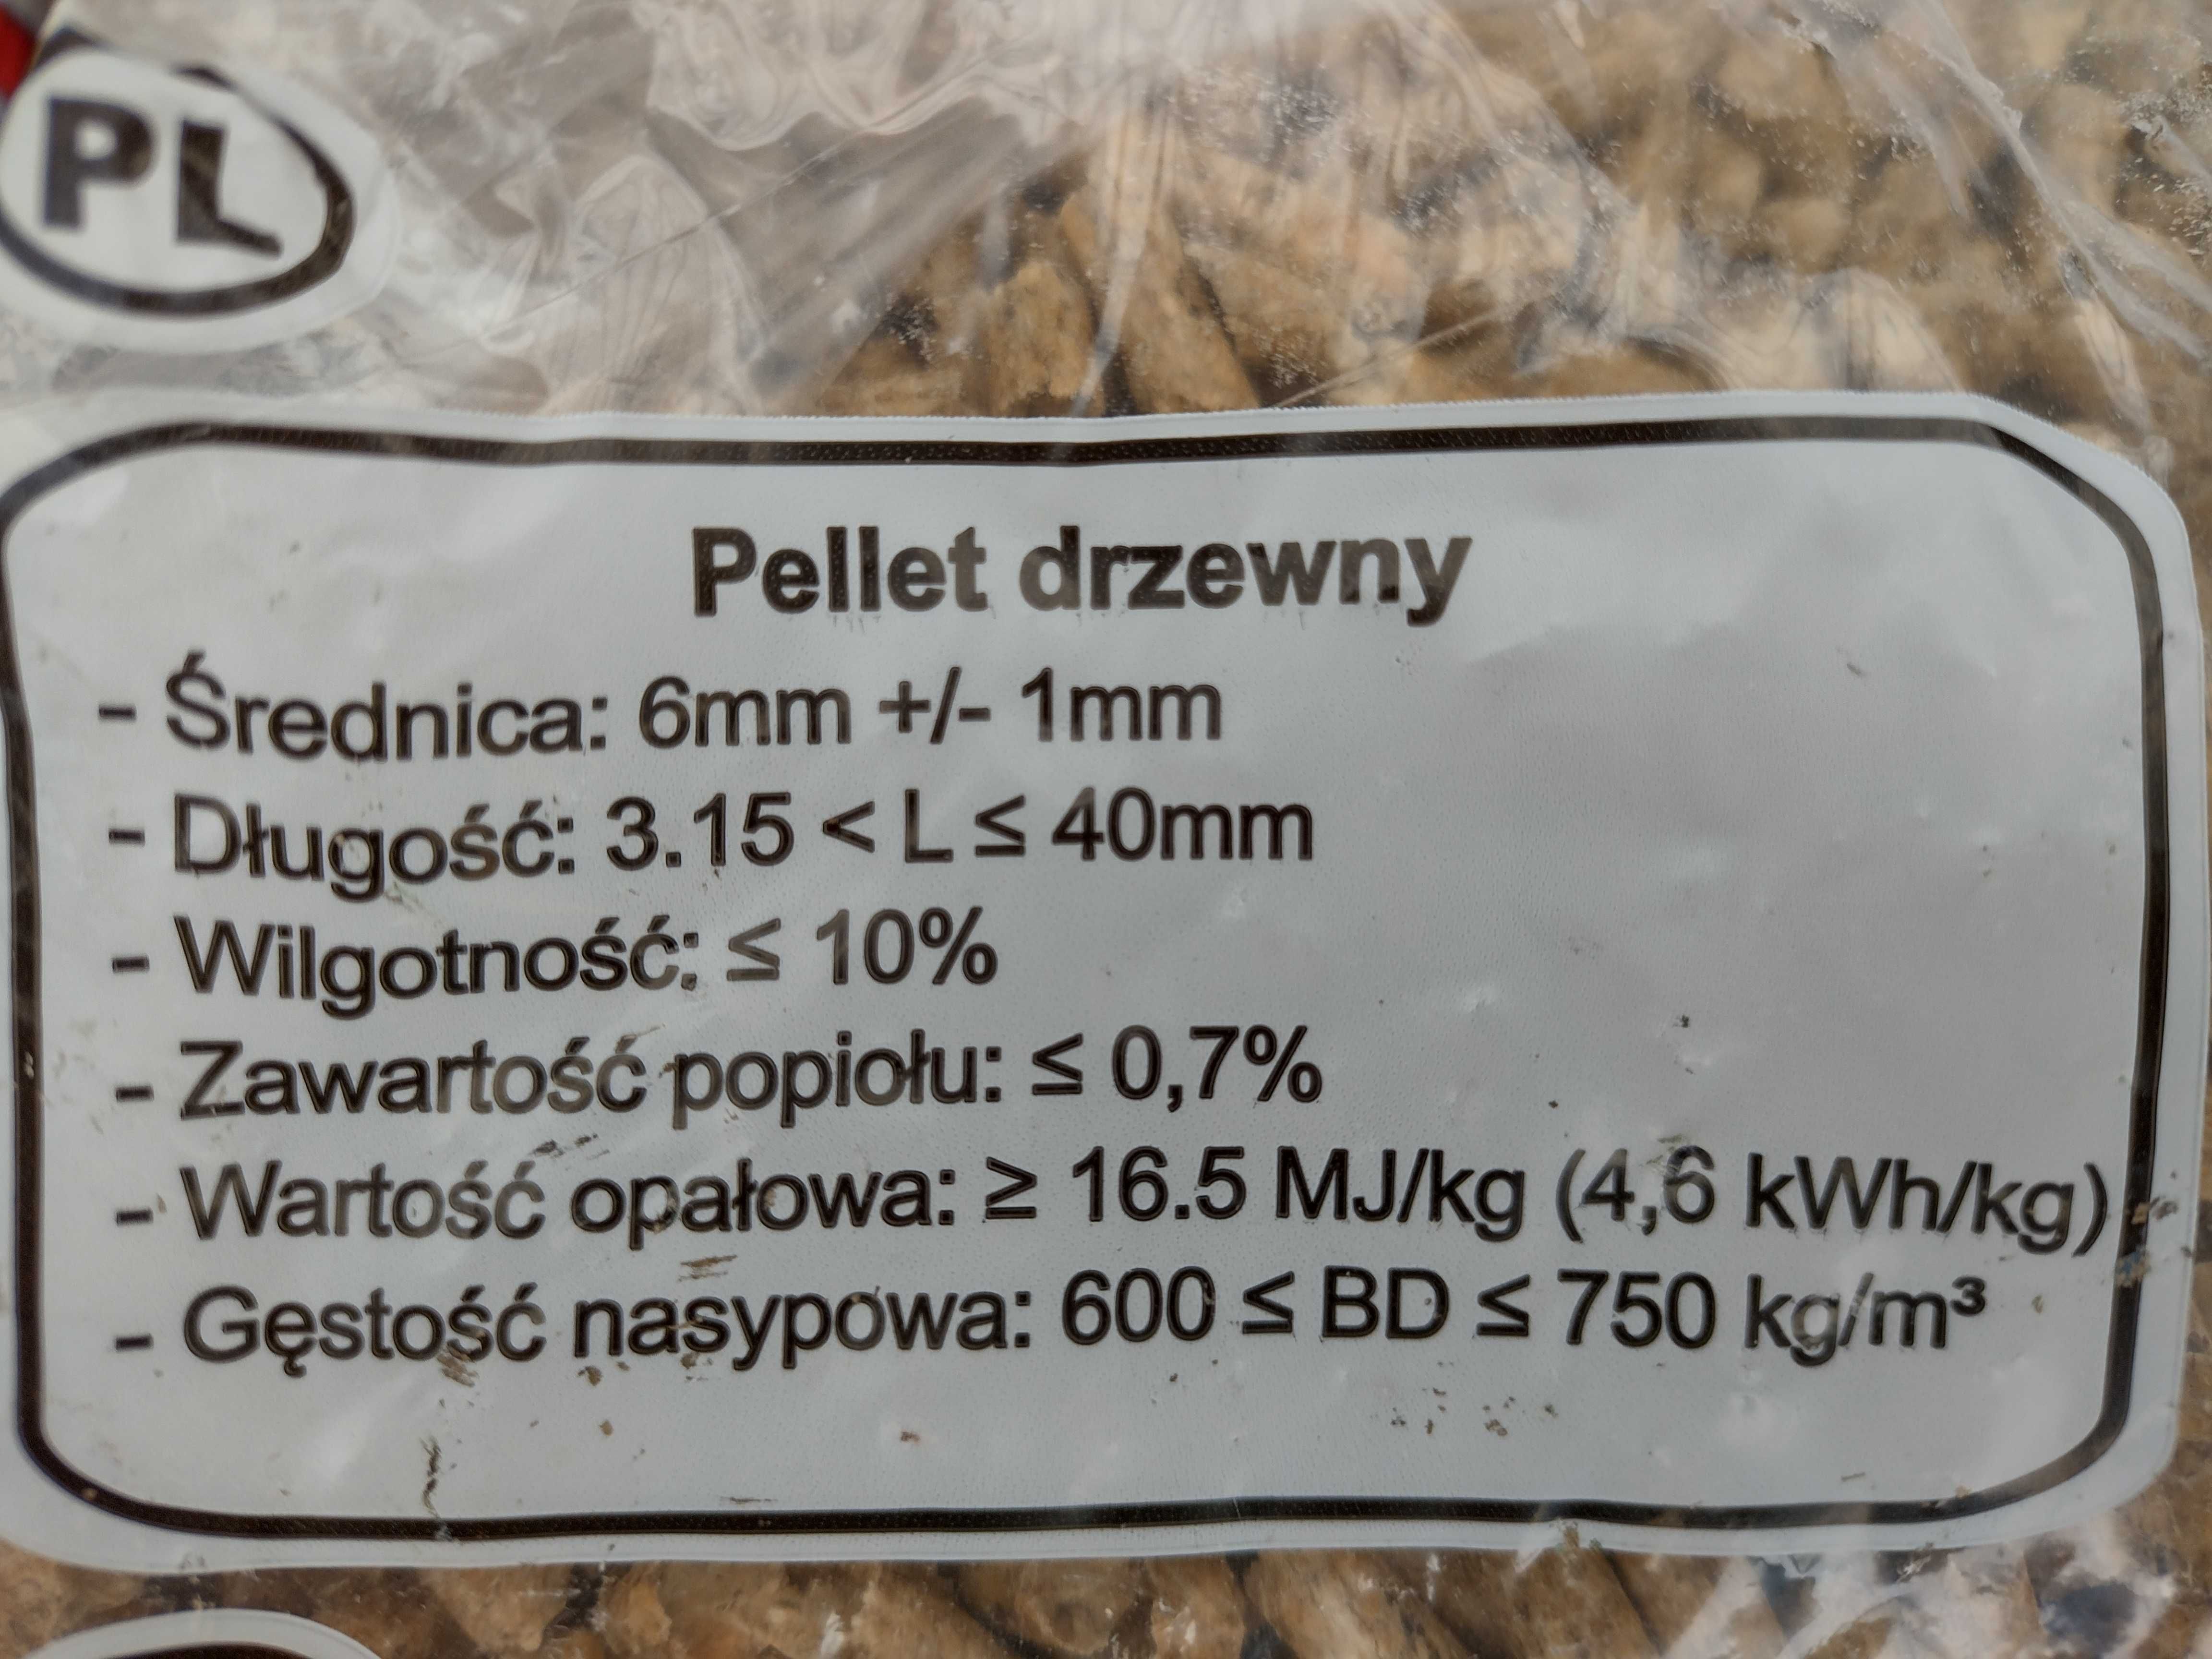 PL
Pellet drzewny
- Średnica: 6mm +/- 1mm
- Długość: 3.15 < L ≤ 40mm
- Wilgotność: ≤ 10%
- Zawartość popiołu: ≤ 0,7%
- Wartość opałowa: ≥ 16.5 MJ/kg (4,6 kWh/kg)
- Gęstość nasypowa: 600 ≤ BD ≤ 750 kg/m³